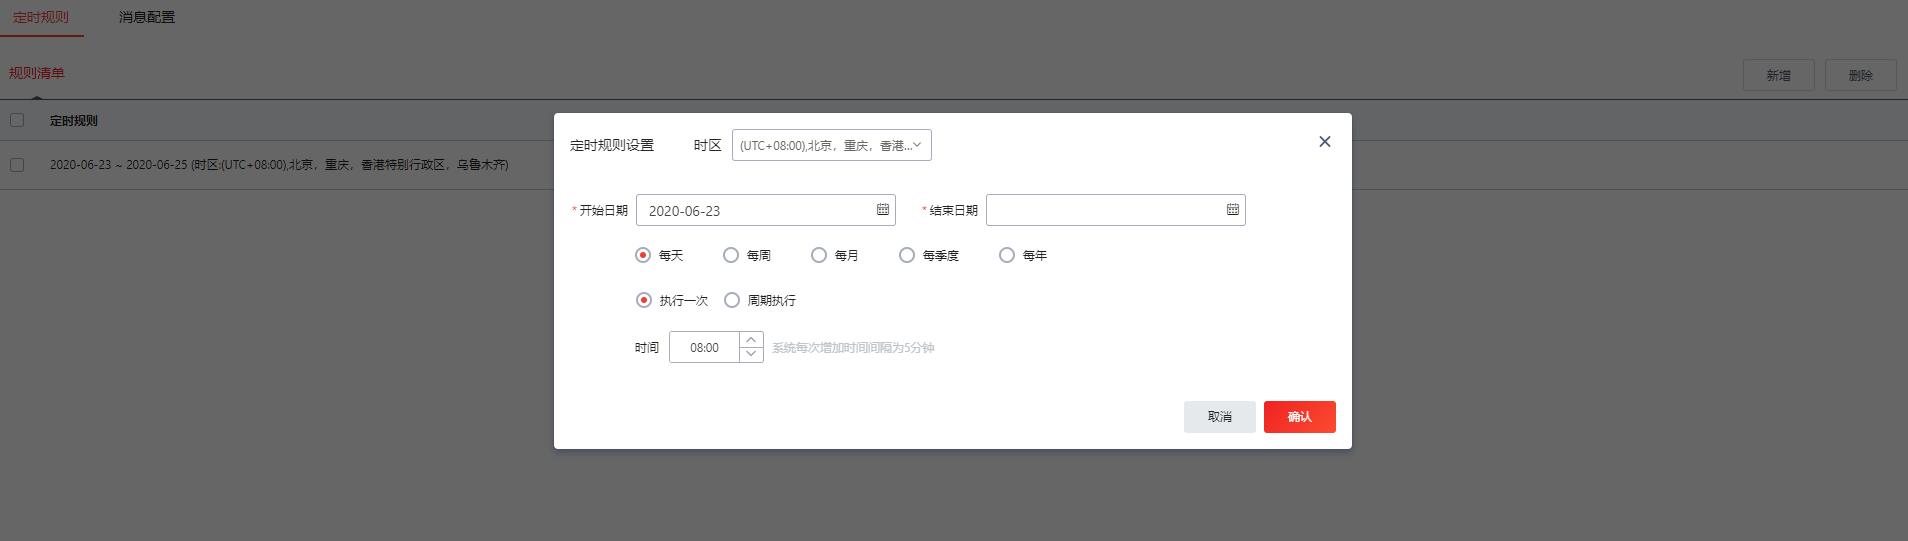 定时规则 消息配置
规则清单 新增 删除
定时规则
2020-06-23 ~ 2020-06-25 (时区:(UTC+08:00),北京，重庆，香港特别行政区，乌鲁木齐)
定时规则设置 时区 (UTC+08:00),北京，重庆，香港...
*开始日期 2020-06-23 *结束日期
每天 每周 每月 每季度 每年
执行一次 周期执行
时间 08:00 系统每次增加时间间隔为5分钟
取消 确认